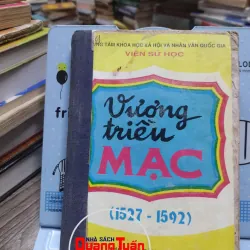 TÂM KHOA HỌC XÃ HỘI VÀ NHÂN VĂN QUỐC GIA
VIỆN SỬ HỌC
fr
Vương
triều
MẠC
(1527 - 1592)
NHÀ SÁCH
Quang Tuấn